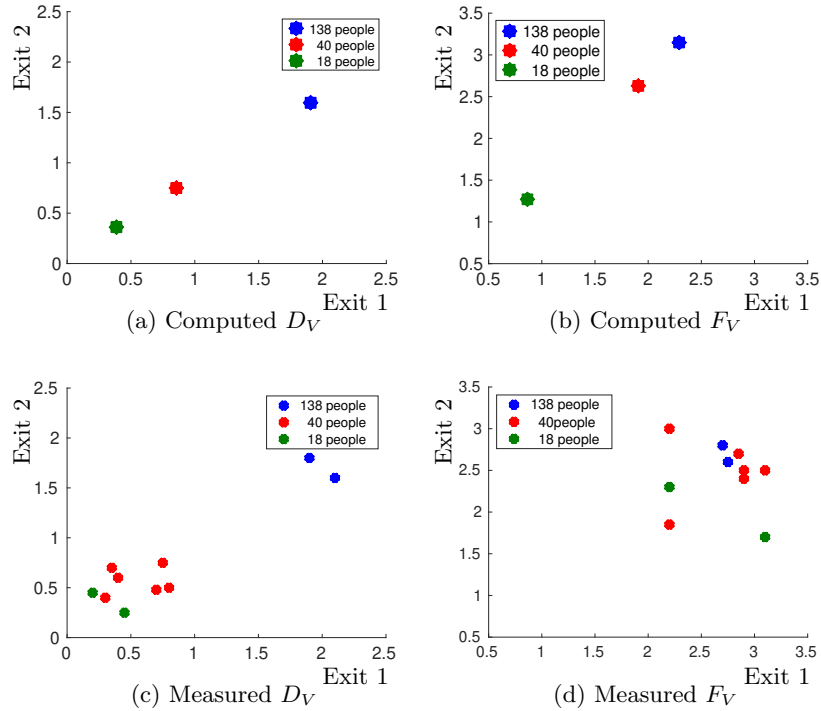 2.5
2
1.5
1
0.5
0
0 0.5 1 1.5 2 2.5
Exit 2
Exit 1
138 people
40 people
18 people
(a) Computed D_V
3.5
3
2.5
2
1.5
1
0.5
0.5 1 1.5 2 2.5 3 3.5
Exit 2
Exit 1
138 people
40 people
18 people
(b) Computed F_V
2.5
2
1.5
1
0.5
0
0 0.5 1 1.5 2 2.5
Exit 2
Exit 1
138 people
40 people
18 people
(c) Measured D_V
3.5
3
2.5
2
1.5
1
0.5
0.5 1 1.5 2 2.5 3 3.5
Exit 2
Exit 1
138 people
40people
18 people
(d) Measured F_V